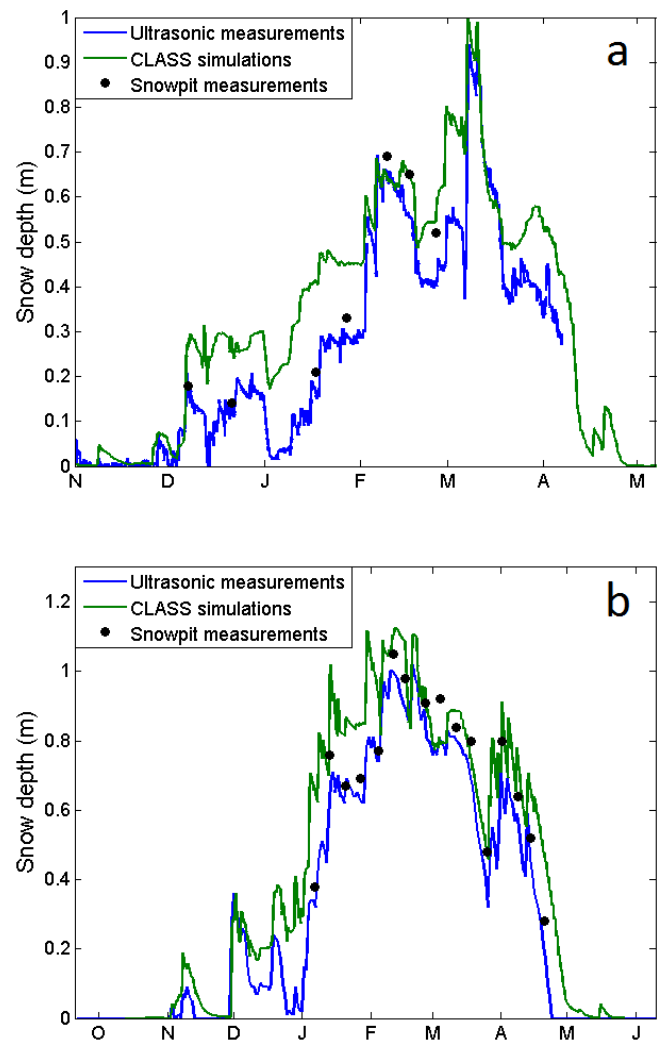 1
0.9
0.8
0.7
0.6
0.5
0.4
0.3
0.2
0.1
0
Snow depth (m)
Ultrasonic measurements
CLASS simulations
Snowpit measurements
a
N D J F M A M
1.2
1
0.8
0.6
0.4
0.2
0
Snow depth (m)
Ultrasonic measurements
CLASS simulations
Snowpit measurements
b
O N D J F M A M J